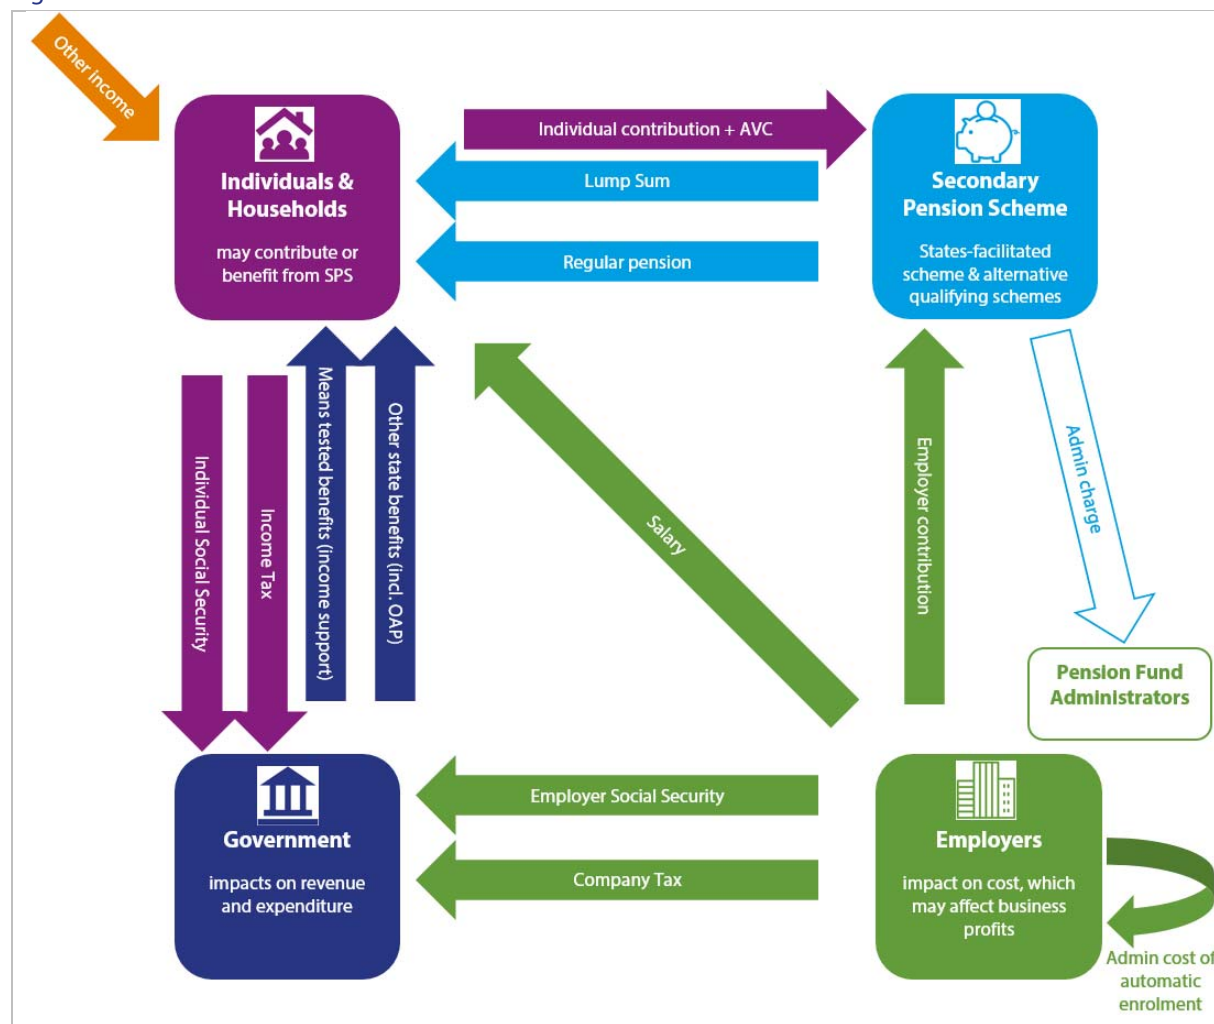 Other income
Individuals &
Households
may contribute or
benefit from SPS
Individual contribution + AVC
Lump Sum
Regular pension
Secondary
Pension Scheme
States-facilitated
scheme & alternative
qualifying schemes
Individual Social Security
Income Tax
Means tested benefits (income support)
Other state benefits (incl. OAP)
Salary
Employer contribution
Admin charge
Pension Fund
Administrators
Government
impacts on revenue
and expenditure
Employer Social Security
Company Tax
Employers
impact on cost, which
may affect business
profits
Admin cost of
automatic
enrolment